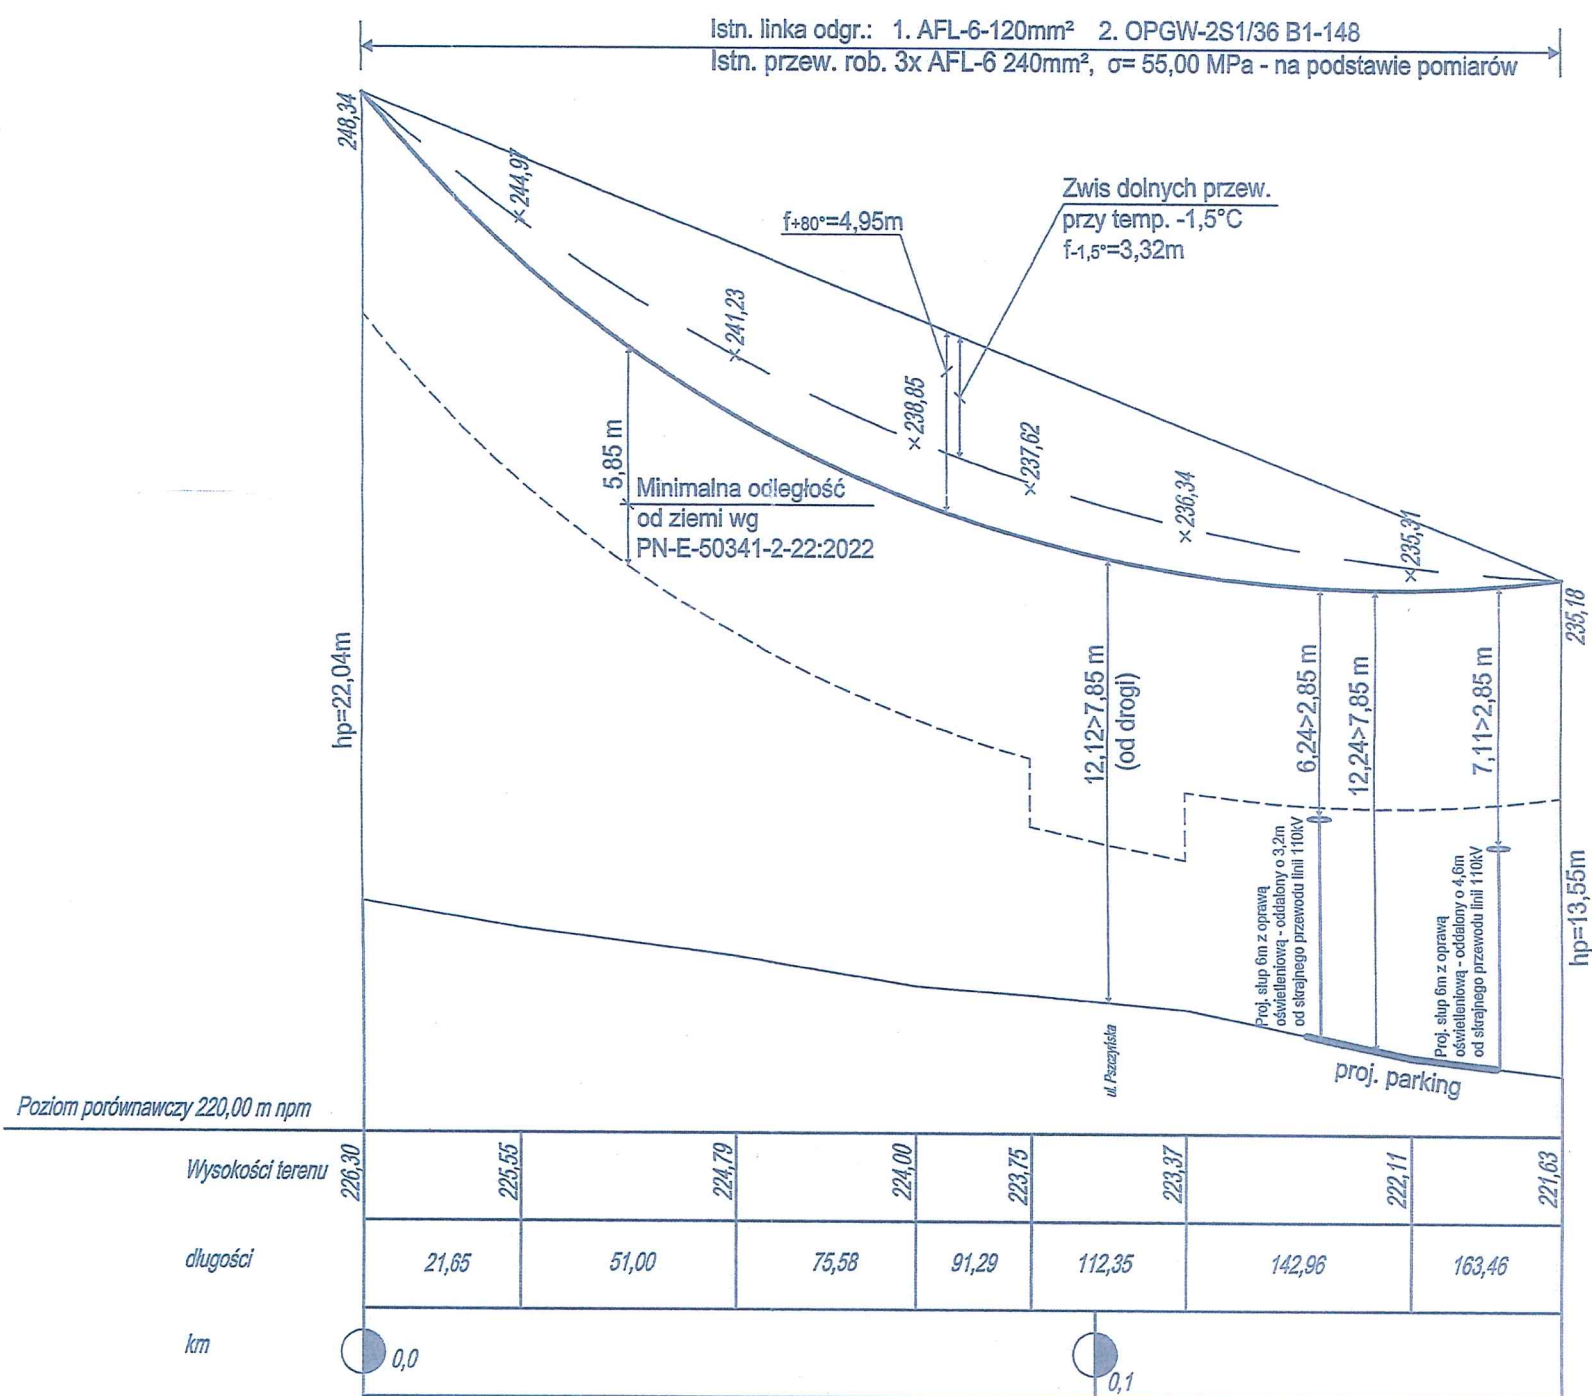 Istn. linka odgr.: 1. AFL-6-120mm² 2. OPGW-2S1/36 B1-148
Istn. przew. rob. 3x AFL-6 240mm², σ= 55,00 MPa - na podstawie pomiarów
248,34
244,97
241,23
238,85
237,62
236,34
235,31
235,18
f+80°=4,95m
Zwis dolnych przew.
przy temp. -1,5°C
f-1,5°=3,32m
5,85 m
Minimalna odległość
od ziemi wg
PN-E-50341-2-22:2022
hp=22,04m
12,12>7,85 m
(od drogi)
6,24>2,85 m
12,24>7,85 m
7,11>2,85 m
hp=13,55m
Proj. słup 6m z oprawą
oświetleniową - oddalony o 3,2m
od skrajnego przewodu linii 110kV
Proj. słup 6m z oprawą
oświetleniową - oddalony o 4,6m
od skrajnego przewodu linii 110kV
ul. Pszczyńska
proj. parking
Poziom porównawczy 220,00 m npm
Wysokości terenu
226,30
225,55
224,79
224,00
223,75
223,37
222,11
221,63
długości
21,65
51,00
75,58
91,29
112,35
142,96
163,46
km
0,0
0,1